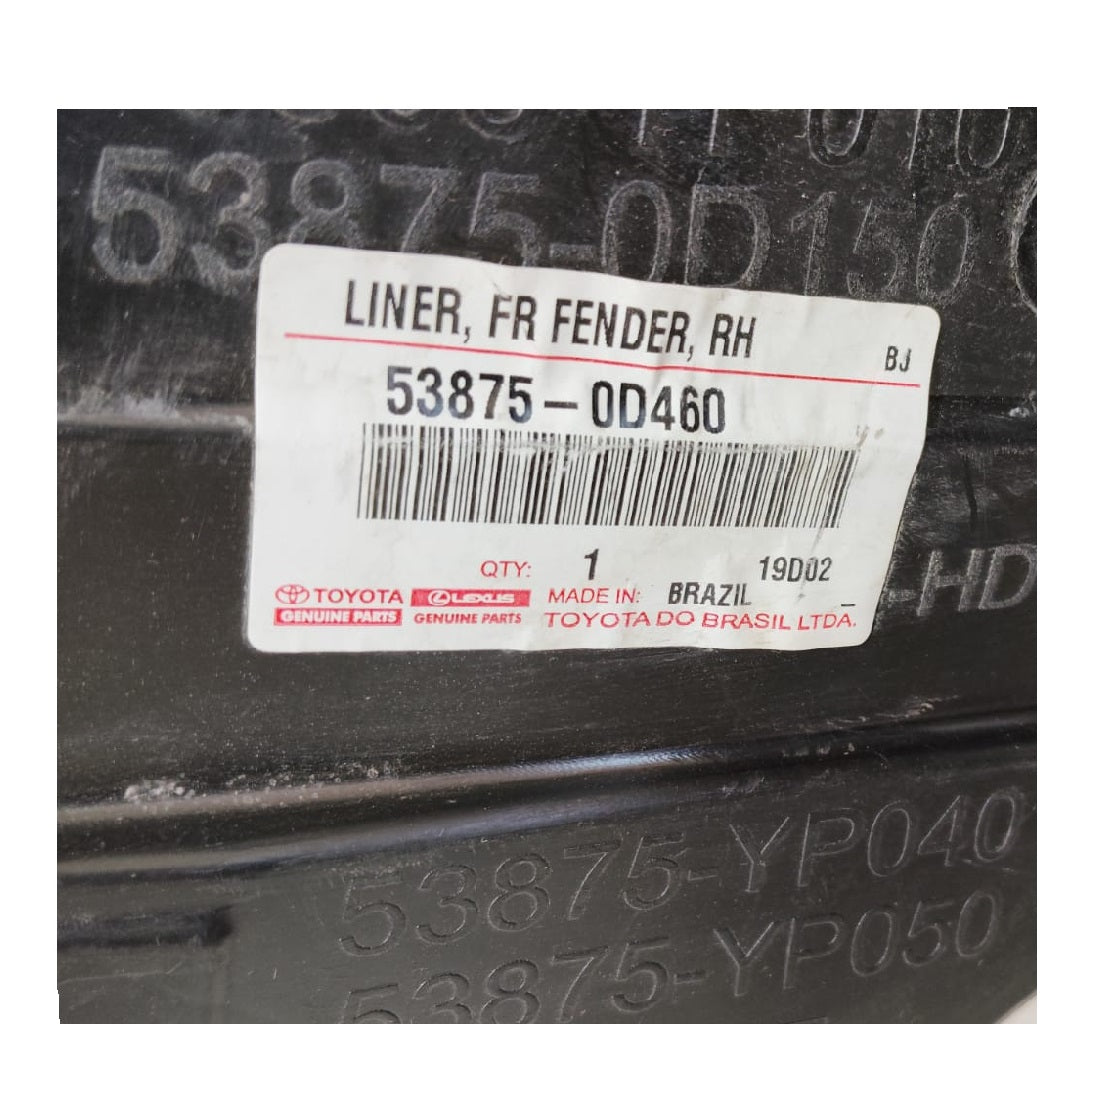 53875-0D150
LINER, FR FENDER, RH
BJ
53875-0D460
QTY: 1 19D02
TOYOTA LEXUS MADE IN: BRAZIL
GENUINE PARTS GENUINE PARTS TOYOTA DO BRASIL LTDA.
-HD
53875-YP040
53875-YP050